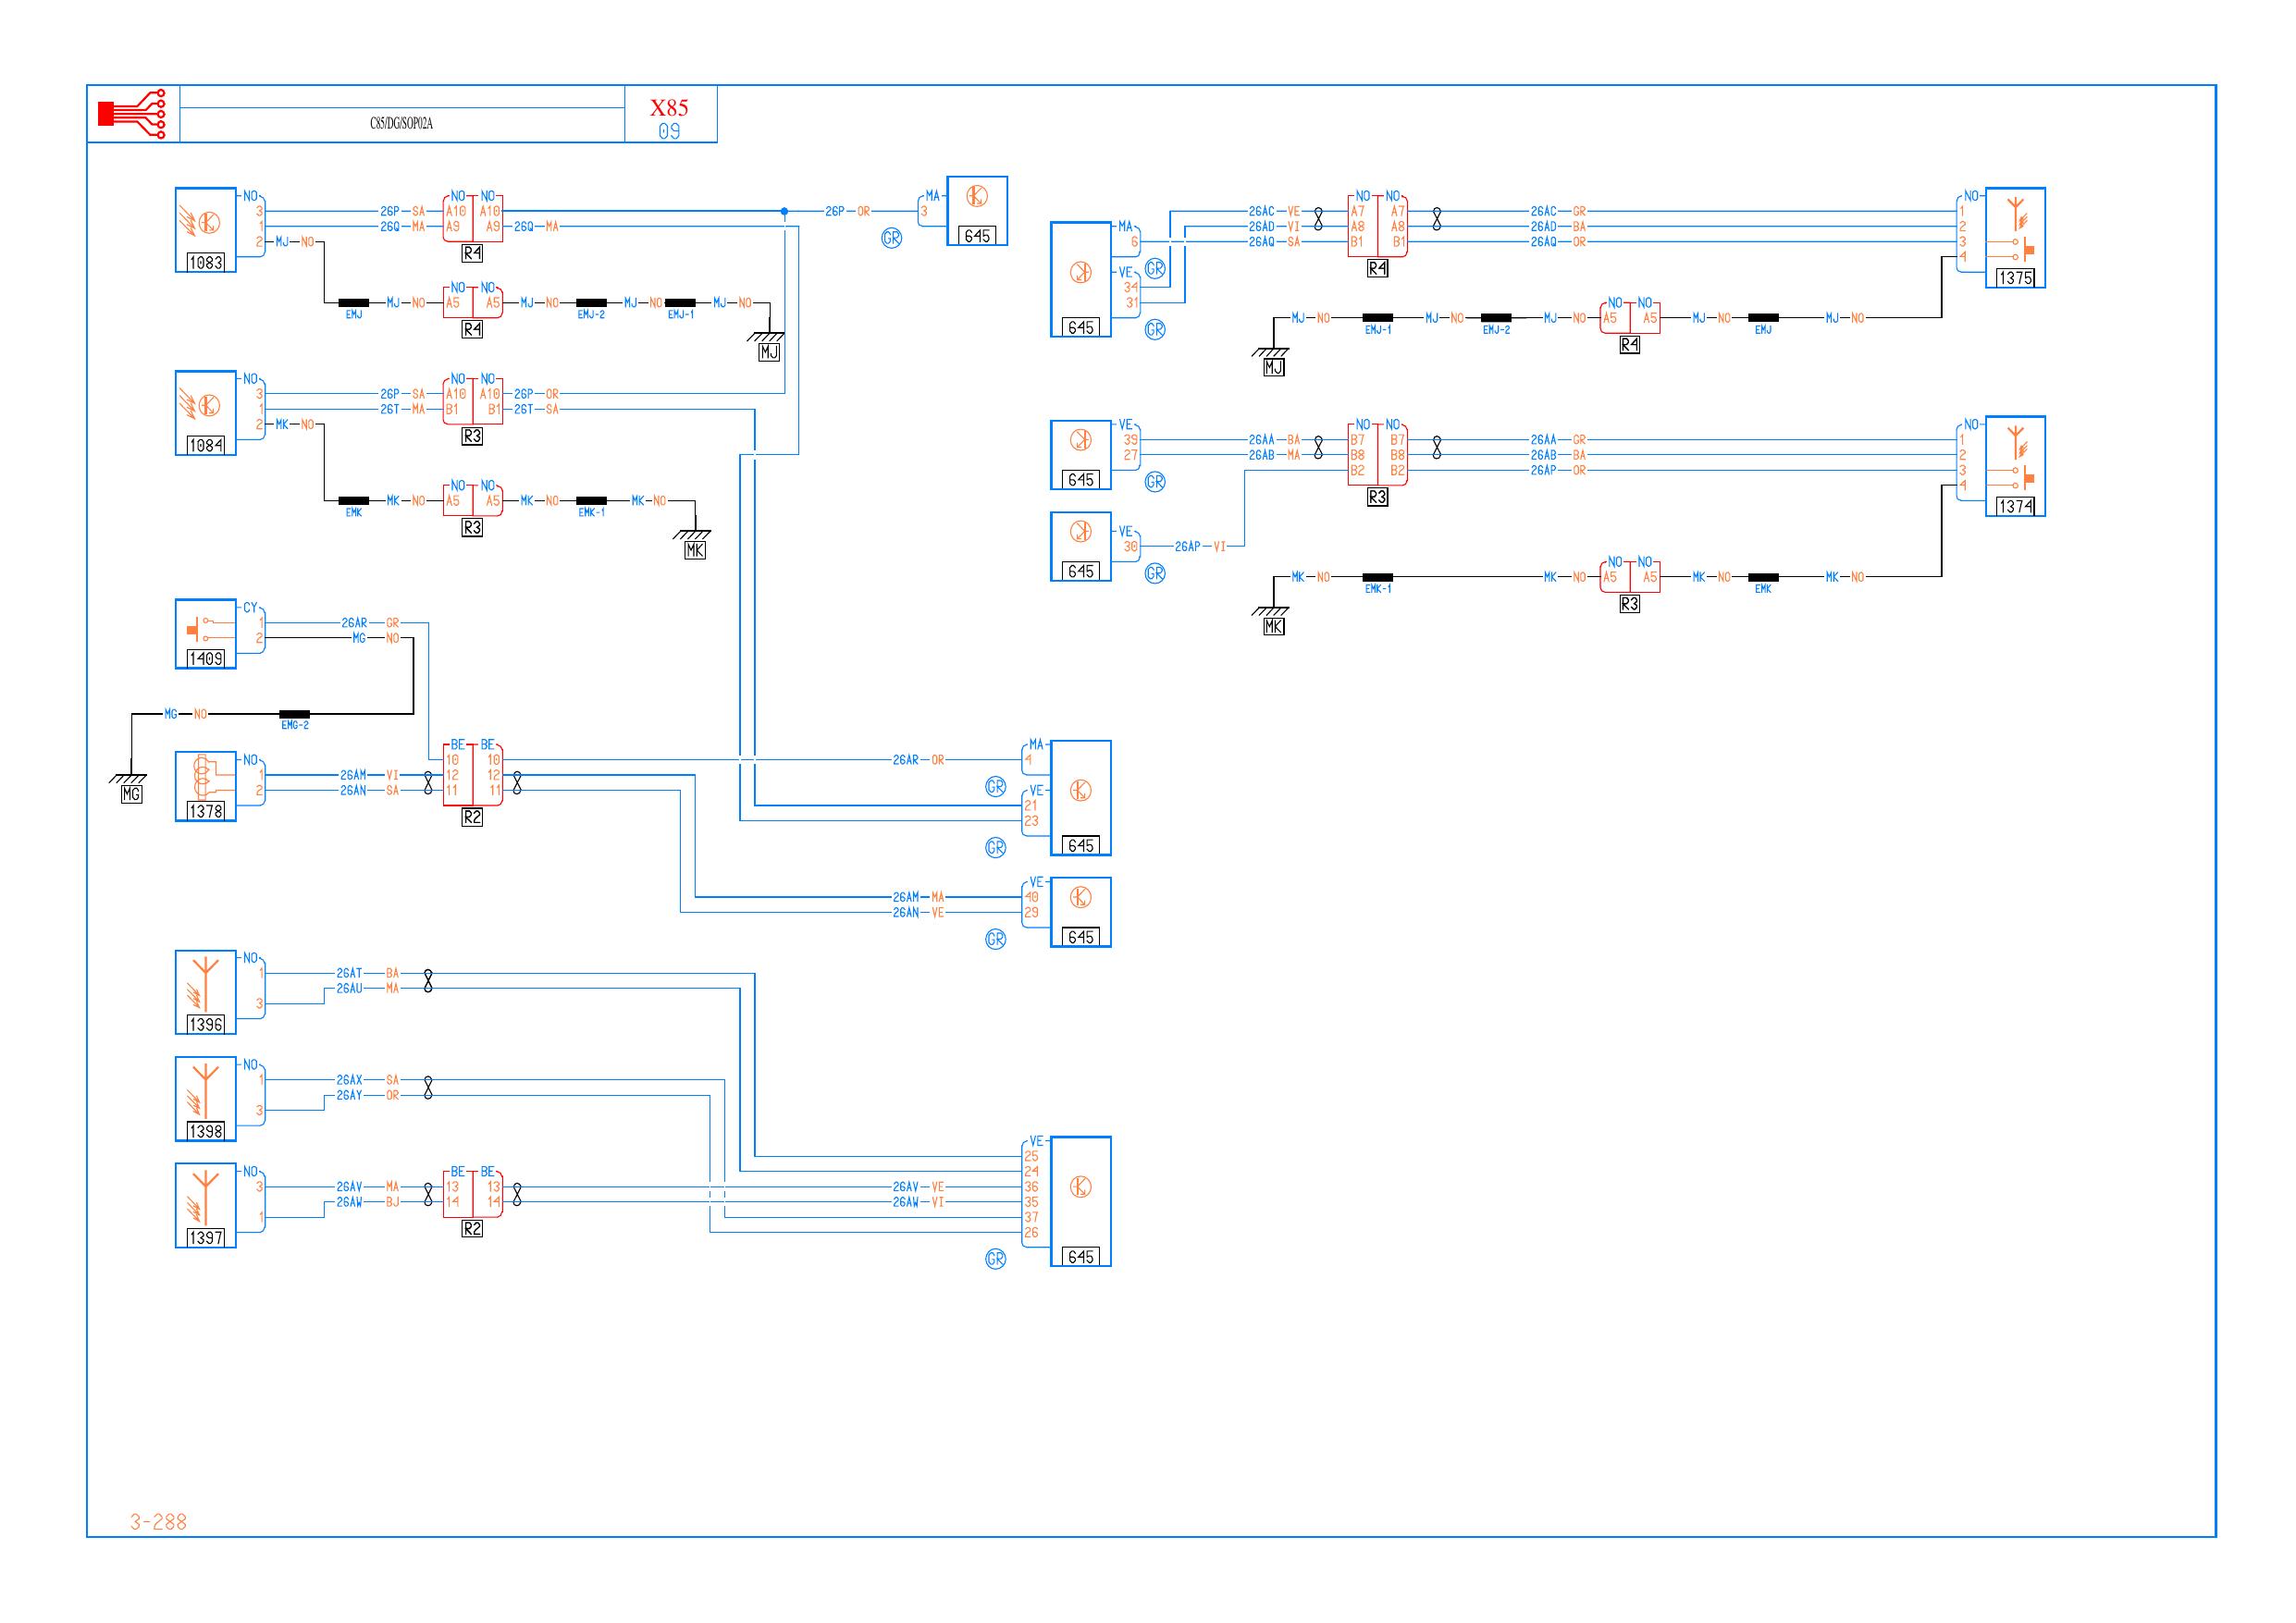 X85
C85/DG/SOP02A
09
NO NO NO MA
3 26P SA A10 A10 26P OR 3
1 26Q MA A9 A9 26Q MA
2 MJ NO
1083 R4 GR 645
NO NO
MJ NO A5 A5 MJ NO MJ NO MJ NO
EMJ R4 EMJ-2 EMJ-1
MJ
NO NO NO
3 26P SA A10 A10 26P OR
1 26T MA B1 B1 26T SA
2 MK NO
1084 R3
NO NO
MK NO A5 A5 MK NO MK NO
EMK R3 EMK-1
MK
CY
1 26AR GR
2 MG NO
1409
MG NO
EMG-2
MG
NO BE BE MA
10 10 26AR OR 4
1 26AM VI 12 12
2 26AN SA 11 11
1378 R2
GR
VE
21
23
GR 645
VE
26AM MA 40
26AN VE 29
GR 645
NO
1 26AT BA
26AU MA
3
1396
NO
1 26AX SA
26AY OR
3
1398
NO BE BE VE
25
24
3 26AV MA 13 13 26AV VE 36
26AW BJ 14 14 26AW VI 35
1 37
26
1397 R2 GR 645
MA NO NO NO
26AC VE A7 A7 26AC GR 1
26AD VI A8 A8 26AD BA 2
6 26AQ SA B1 B1 26AQ OR 3
4
GR R4 1375
VE
34
31
645 GR
NO NO
MJ NO MJ NO MJ NO A5 A5 MJ NO MJ NO
EMJ-1 EMJ-2 R4 EMJ
MJ
VE NO NO NO
39 26AA BA B7 B7 26AA GR 1
27 26AB MA B8 B8 26AB BA 2
B2 B2 26AP OR 3
4
645 GR R3 1374
VE
30 26AP VI
645 GR
NO NO
MK NO MK NO A5 A5 MK NO MK NO
EMK-1 R3 EMK
MK
3-288